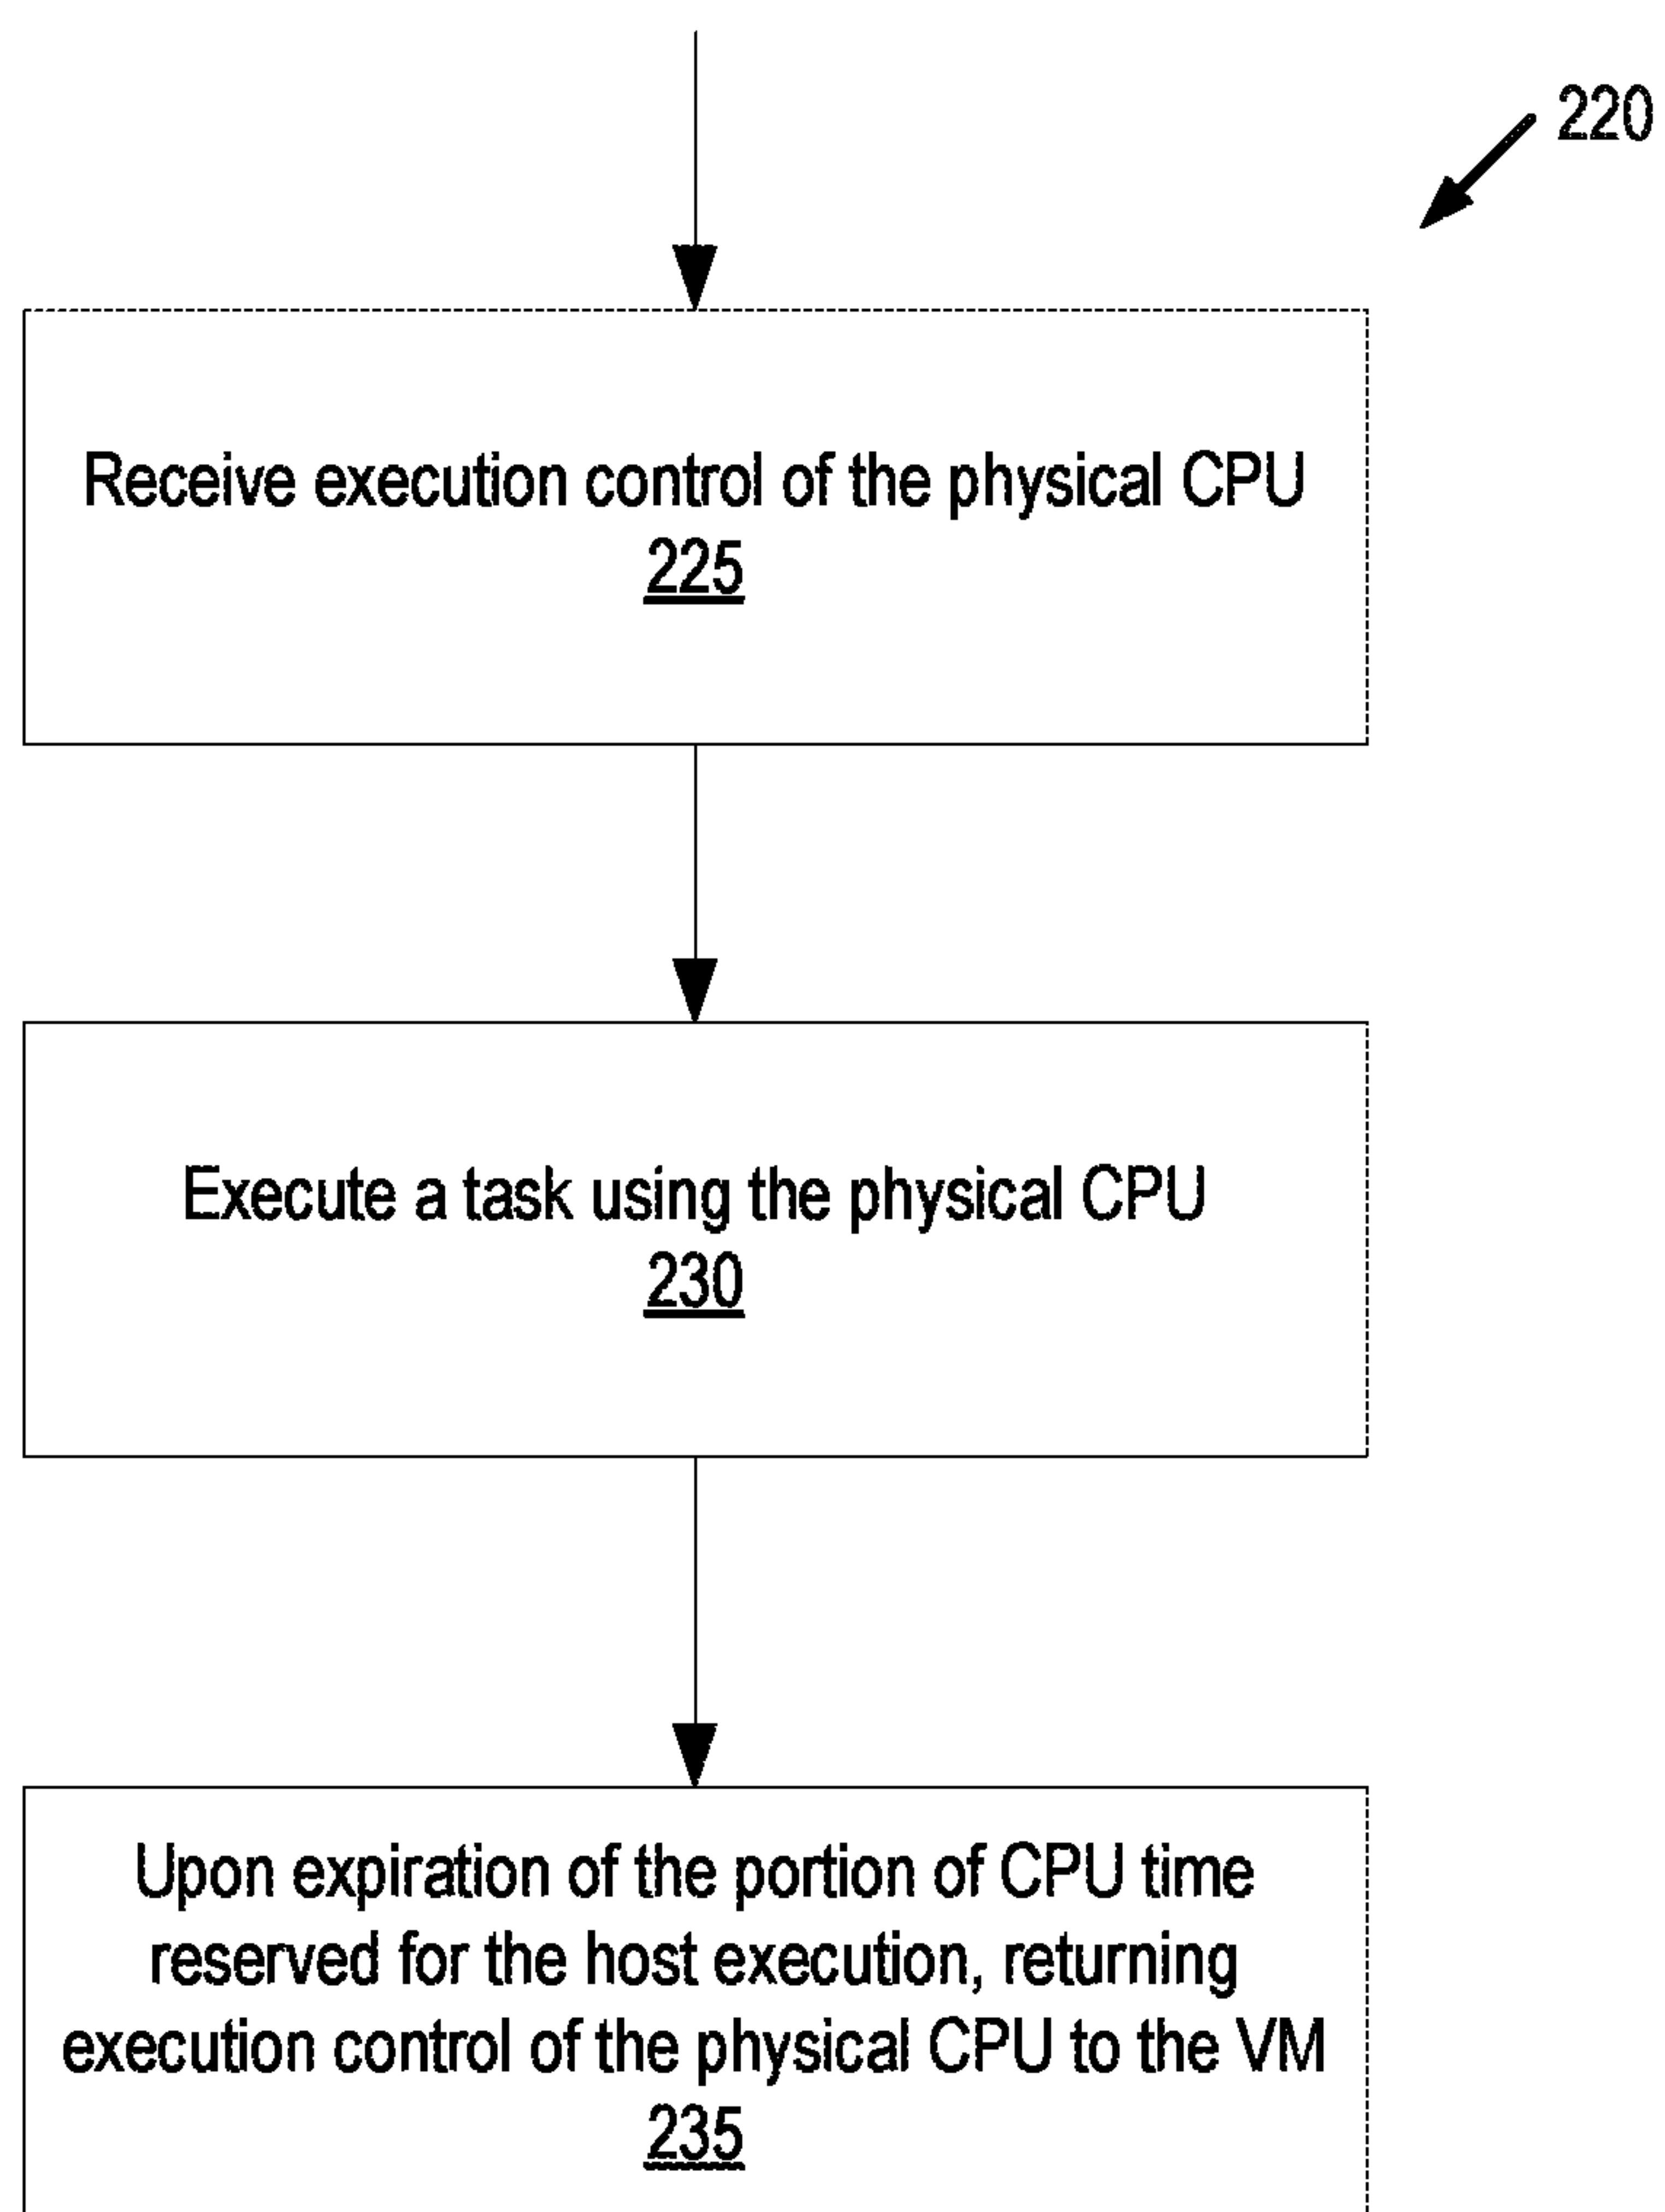 220
Receive execution control of the physical CPU
225
Execute a task using the physical CPU
230
Upon expiration of the portion of CPU time
reserved for the host execution, returning
execution control of the physical CPU to the VM
235